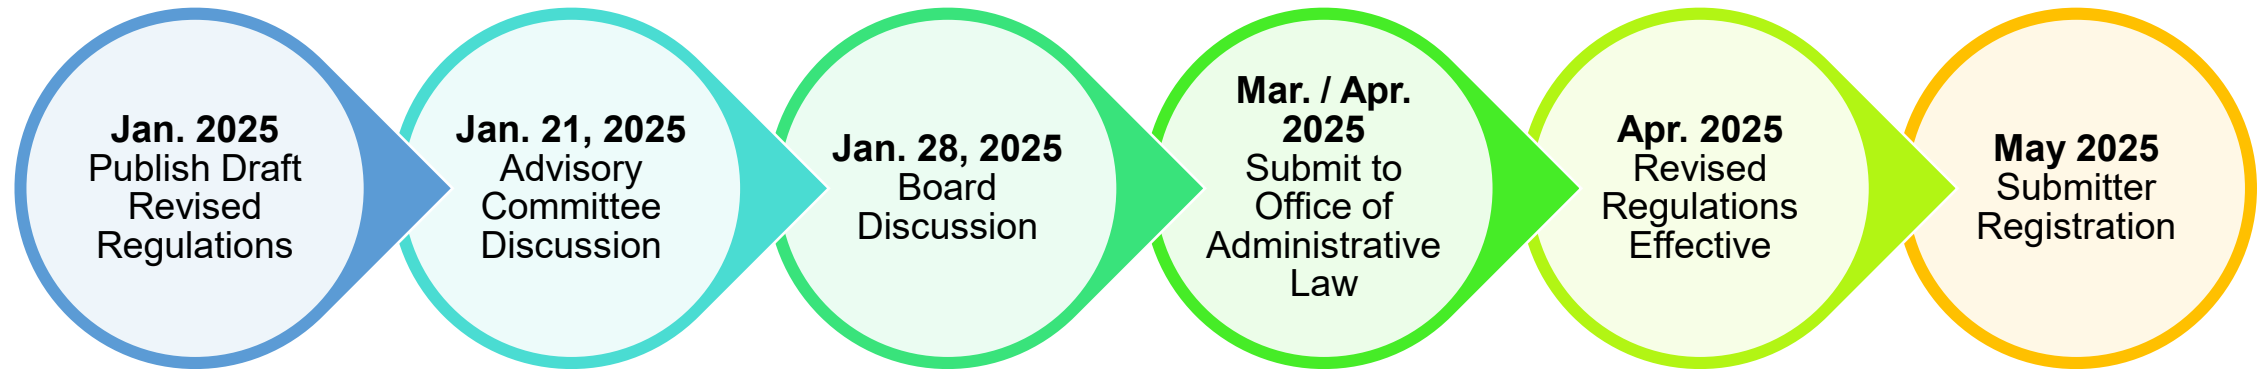 Jan. 2025
Publish Draft
Revised
Regulations
Jan. 21, 2025
Advisory
Committee
Discussion
Jan. 28, 2025
Board
Discussion
Mar. / Apr.
2025
Submit to
Office of
Administrative
Law
Apr. 2025
Revised
Regulations
Effective
May 2025
Submitter
Registration